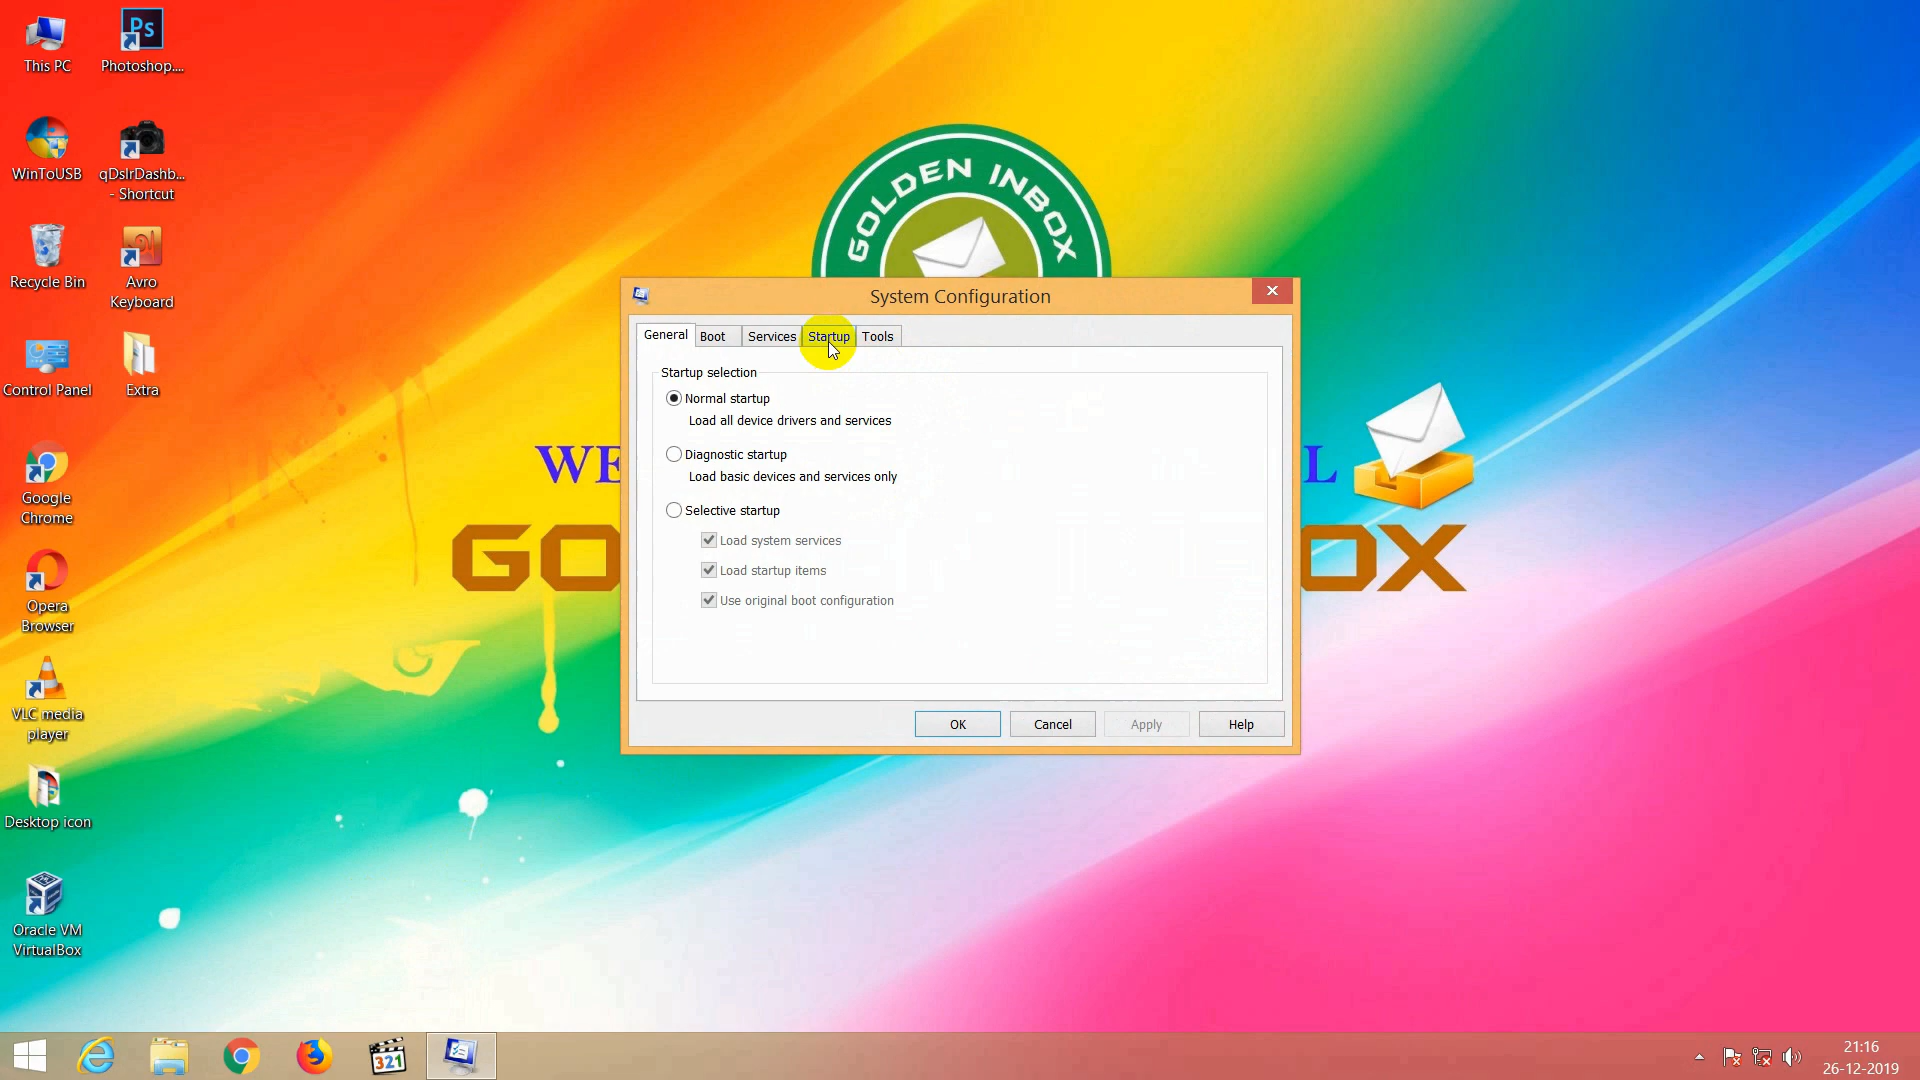 This PC
Photoshop....
WinToUSB
qDslrDashb...
- Shortcut
Recycle Bin
Avro
Keyboard
Control Panel
Extra
Google
Chrome
Opera
Browser
VLC media
player
Desktop icon
Oracle VM
VirtualBox
Ps
GOLDEN INBOX
WE
L
GO
OX
System Configuration
General
Boot
Services
Startup
Tools
Startup selection
Normal startup
Load all device drivers and services
Diagnostic startup
Load basic devices and services only
Selective startup
Load system services
Load startup items
Use original boot configuration
OK
Cancel
Apply
Help
321
21:16
26-12-2019